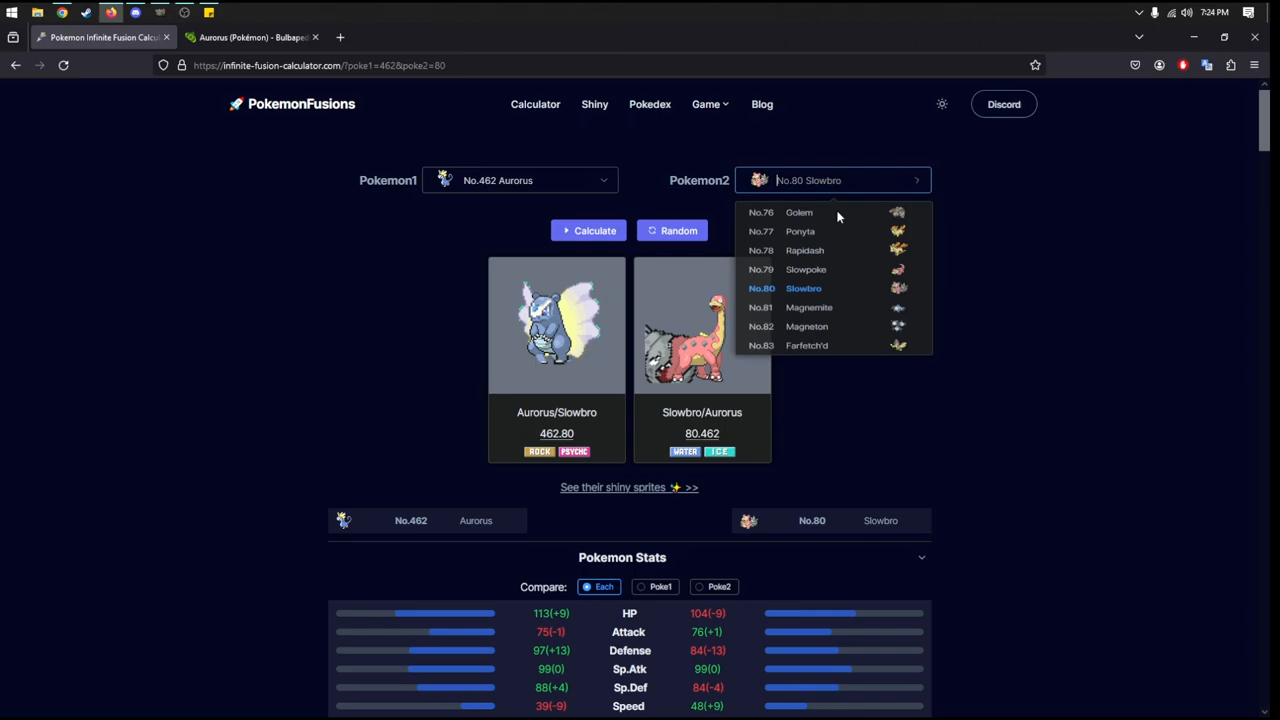 7:24 PM
Pokemon Infinite Fusion Calcu
Aurorus (Pokémon) - Bulbaped
https://infinite-fusion-calculator.com/?poke1=462&poke2=80
PokemonFusions
Calculator Shiny Pokedex Game Blog
Discord
Pokemon1 No.462 Aurorus Pokemon2 No.80 Slowbro
No.76 Golem
No.77 Ponyta
No.78 Rapidash
No.79 Slowpoke
No.80 Slowbro
No.81 Magnemite
No.82 Magneton
No.83 Farfetch'd
Calculate Random
Aurorus/Slowbro Slowbro/Aurorus
462.80 80.462
ROCK PSYCHC WATER ICE
See their shiny sprites ✨ >>
No.462 Aurorus No.80 Slowbro
Pokemon Stats
Compare: Each Poke1 Poke2
113(+9) HP 104(-9)
75(-1) Attack 76(+1)
97(+13) Defense 84(-13)
99(0) Sp.Atk 99(0)
88(+4) Sp.Def 84(-4)
39(-9) Speed 48(+9)